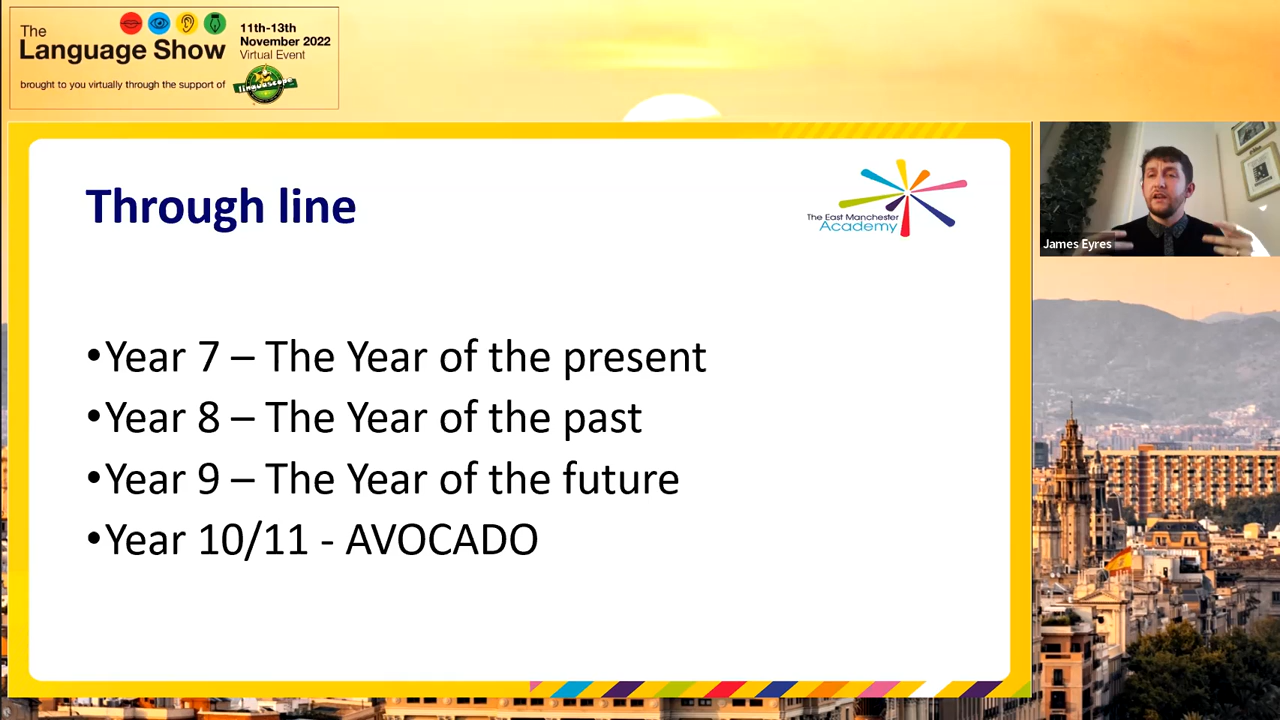 The
Language Show
11th-13th
November 2022
Virtual Event
brought to you virtually through the support of
linguascope
Through line
The East Manchester
Academy
•Year 7 – The Year of the present
•Year 8 – The Year of the past
•Year 9 – The Year of the future
•Year 10/11 - AVOCADO
James Eyres